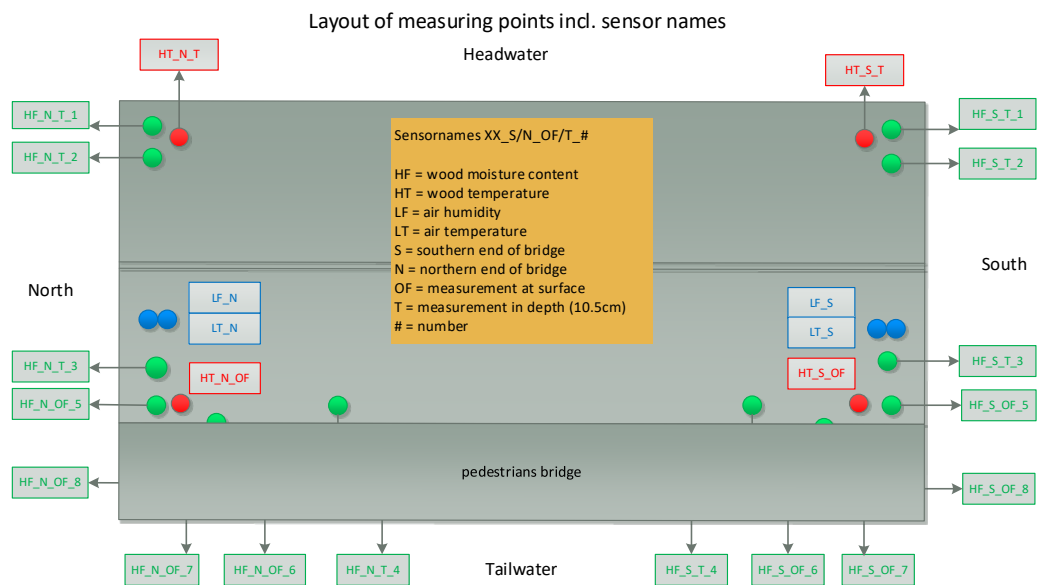 Layout of measuring points incl. sensor names
Headwater
HT_N_T
HT_S_T
HF_N_T_1
HF_S_T_1
HF_N_T_2
HF_S_T_2
Sensornames XX_S/N_OF/T_#
HF = wood moisture content
HT = wood temperature
LF = air humidity
LT = air temperature
S = southern end of bridge
N = northern end of bridge
OF = measurement at surface
T = measurement in depth (10.5cm)
# = number
North
South
LF_N
LT_N
LF_S
LT_S
HF_N_T_3
HT_N_OF
HT_S_OF
HF_S_T_3
HF_N_OF_5
HF_S_OF_5
pedestrians bridge
HF_N_OF_8
HF_S_OF_8
HF_N_OF_7
HF_N_OF_6
HF_N_T_4
Tailwater
HF_S_T_4
HF_S_OF_6
HF_S_OF_7